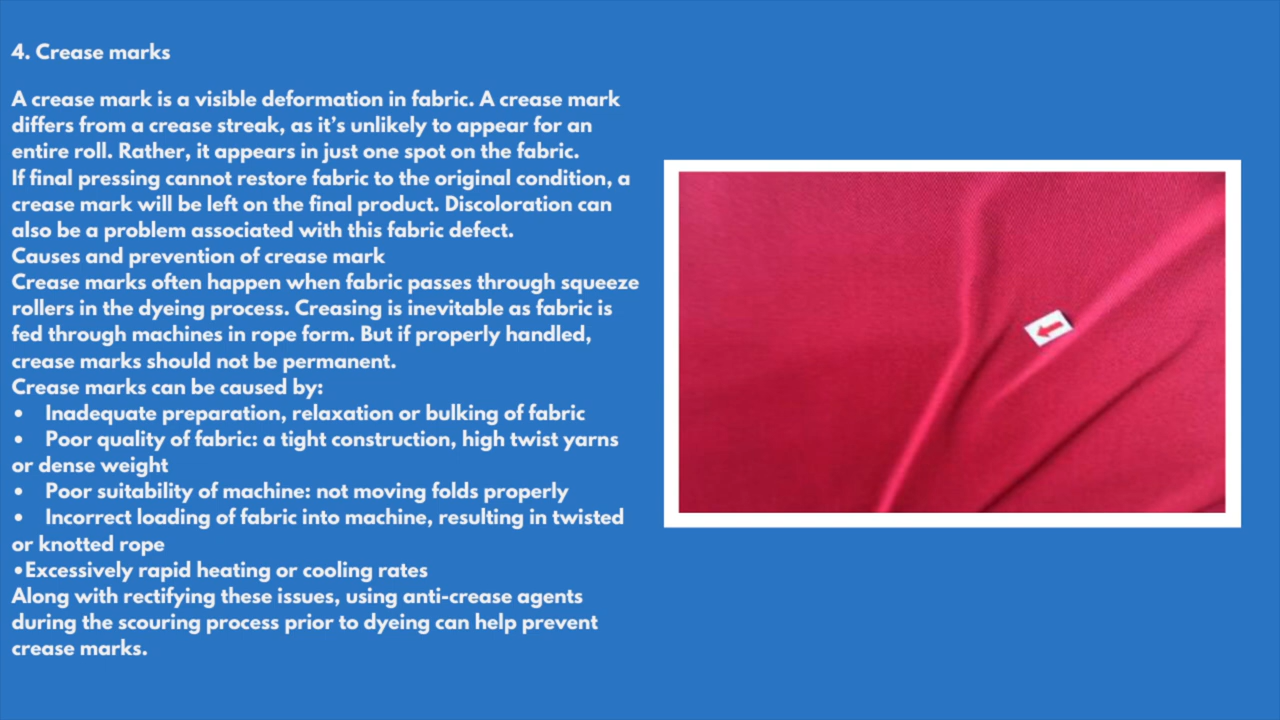 4. Crease marks
A crease mark is a visible deformation in fabric. A crease mark
differs from a crease streak, as it’s unlikely to appear for an
entire roll. Rather, it appears in just one spot on the fabric.
If final pressing cannot restore fabric to the original condition, a
crease mark will be left on the final product. Discoloration can
also be a problem associated with this fabric defect.
Causes and prevention of crease mark
Crease marks often happen when fabric passes through squeeze
rollers in the dyeing process. Creasing is inevitable as fabric is
fed through machines in rope form. But if properly handled,
crease marks should not be permanent.
Crease marks can be caused by:
• Inadequate preparation, relaxation or bulking of fabric
• Poor quality of fabric: a tight construction, high twist yarns
or dense weight
• Poor suitability of machine: not moving folds properly
• Incorrect loading of fabric into machine, resulting in twisted
or knotted rope
•Excessively rapid heating or cooling rates
Along with rectifying these issues, using anti-crease agents
during the scouring process prior to dyeing can help prevent
crease marks.